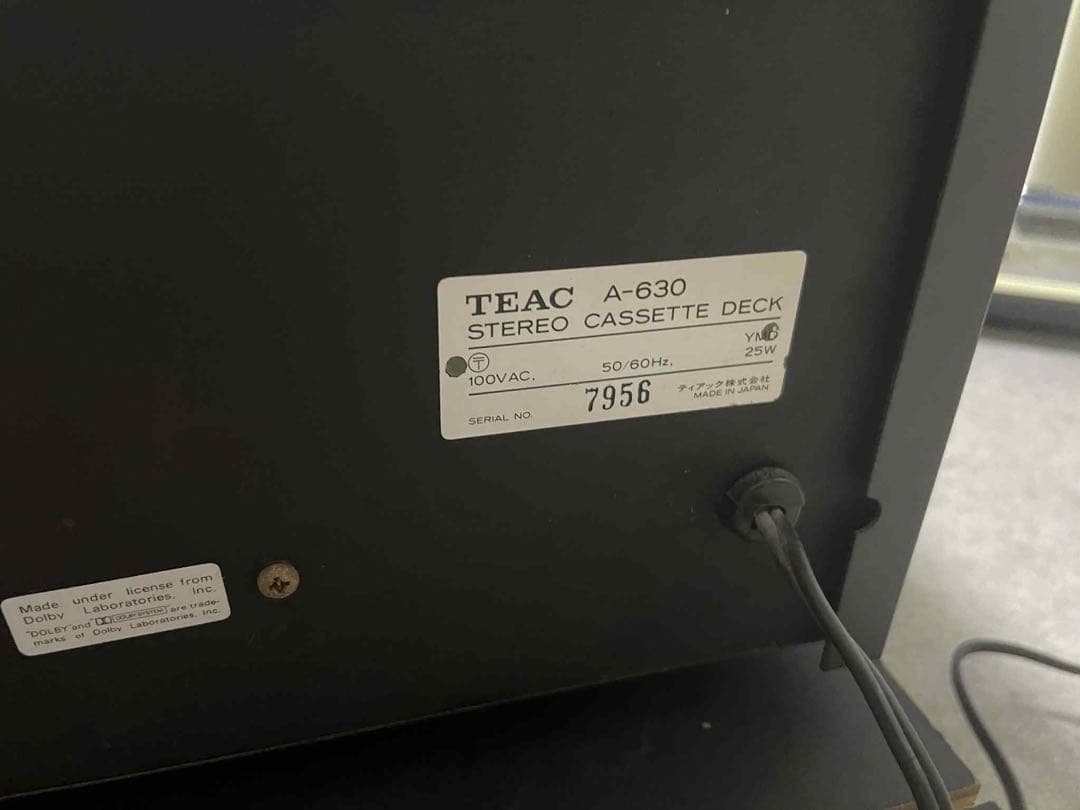 TEAC A-630
STEREO CASSETTE DECK
〒
100VAC. 50/60Hz. 25W
SERIAL NO. 7956
ティアック株式会社
MADE IN JAPAN
Made under license from
Dolby Laboratories, Inc.
"DOLBY" and DOLBY SYSTEM are trade-
marks of Dolby Laboratories, Inc.